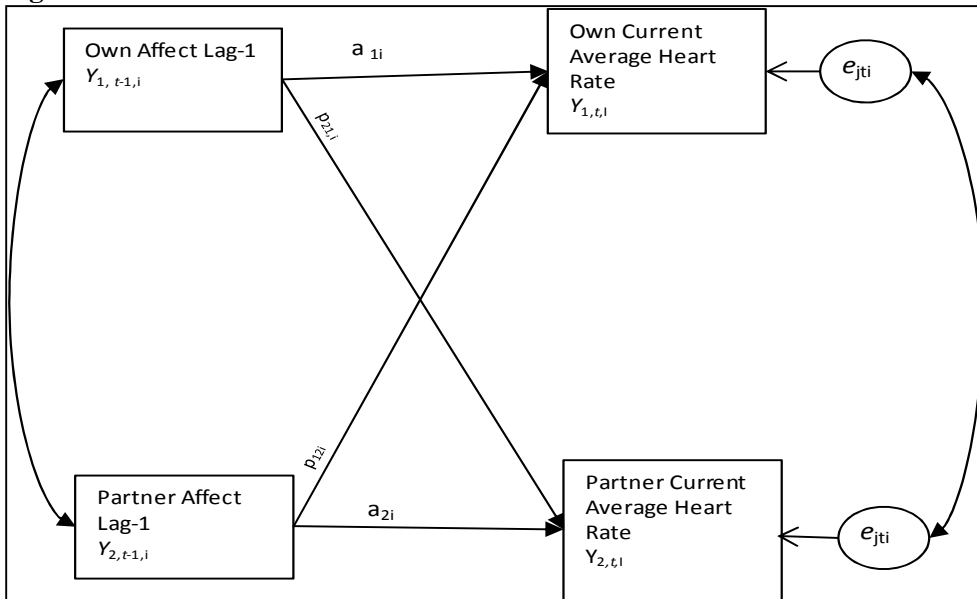 Own Affect Lag-1
Y1, t-1,i
a 1i
Own Current
Average Heart
Rate
Y1,t,I
ejti
p21,i
p12i
Partner Affect
Lag-1
Y2,t-1,i
a2i
Partner Current
Average Heart
Rate
Y2,t,I
ejti